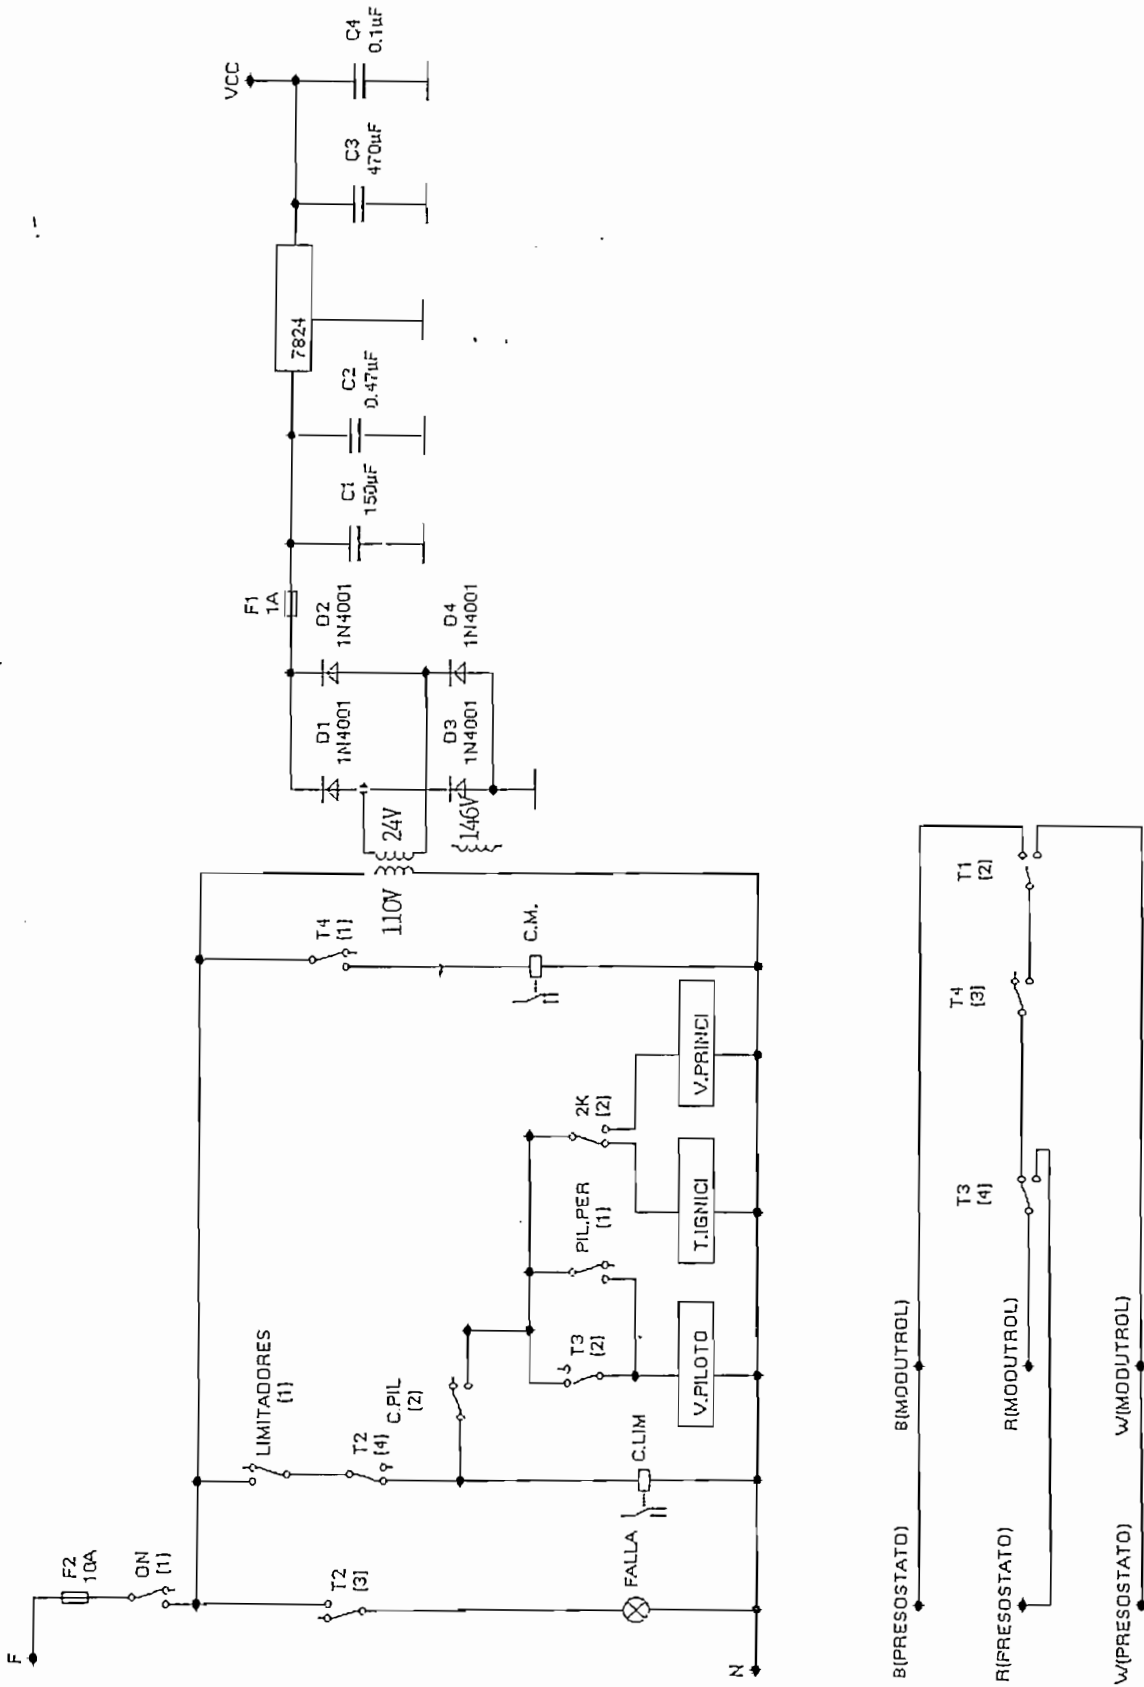 F
F2
10A
ON
(1)
LIMITADORES
(1)
T2
(3)
T2
(4)
C.PIL
(2)
T3
(2)
PIL.PER
(1)
2K
(2)
T4
(1)
FALLA
C.LIM
V.PILOTO
T.IGNICI
V.PRINCI
C.M.
N
110V
24V
146V
D1
1N4001
D2
1N4001
D3
1N4001
D4
1N4001
F1
1A
C1
150uF
C2
0.47uF
7824
C3
470uF
C4
0.1uF
VCC
B(PRESOSTATO)
B(MODUTROL)
R(PRESOSTATO)
R(MODUTROL)
W(PRESOSTATO)
W(MODUTROL)
T3
(4)
T4
(3)
T1
(2)